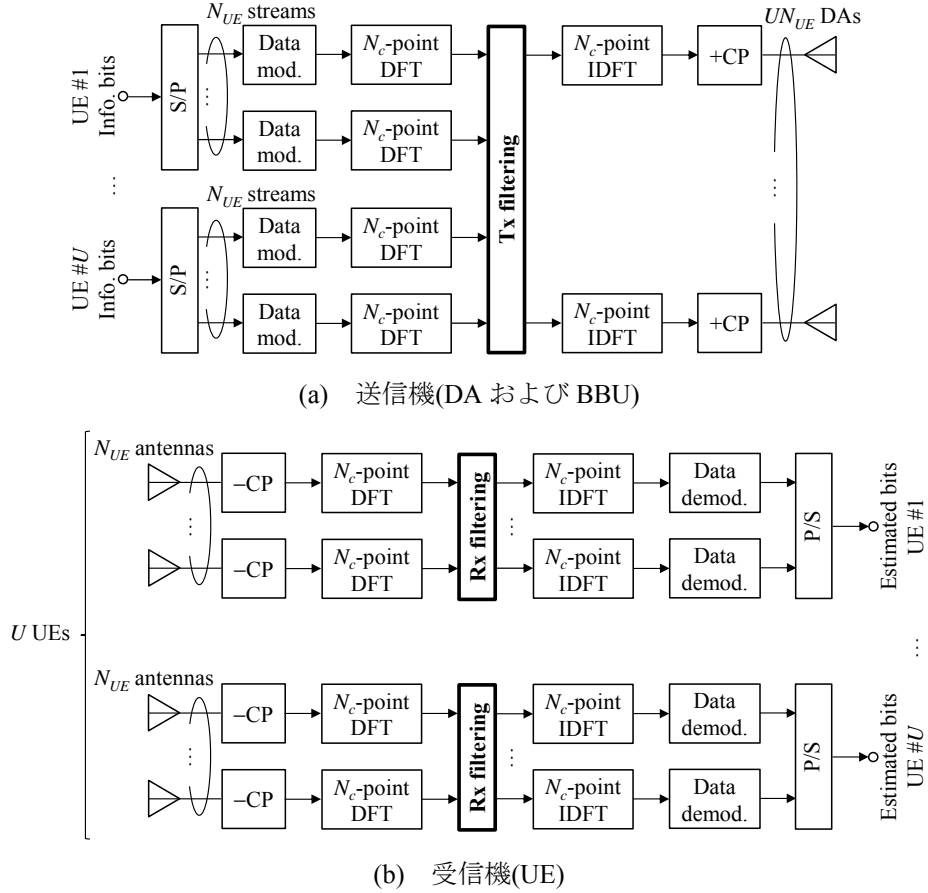 N_UE streams
UE #1
Info. bits
S/P
...
Data
mod.
N_c-point
DFT
Data
mod.
N_c-point
DFT
...
N_UE streams
UE #U
Info. bits
S/P
...
Data
mod.
N_c-point
DFT
Data
mod.
N_c-point
DFT
Tx filtering
N_c-point
IDFT
+CP
N_c-point
IDFT
+CP
UN_UE DAs
...
(a) 送信機(DA および BBU)
U UEs
N_UE antennas
...
–CP
N_c-point
DFT
–CP
N_c-point
DFT
Rx filtering
...
N_c-point
IDFT
Data
demod.
N_c-point
IDFT
Data
demod.
P/S
Estimated bits
UE #1
...
N_UE antennas
...
–CP
N_c-point
DFT
–CP
N_c-point
DFT
Rx filtering
...
N_c-point
IDFT
Data
demod.
N_c-point
IDFT
Data
demod.
P/S
Estimated bits
UE #U
(b) 受信機(UE)